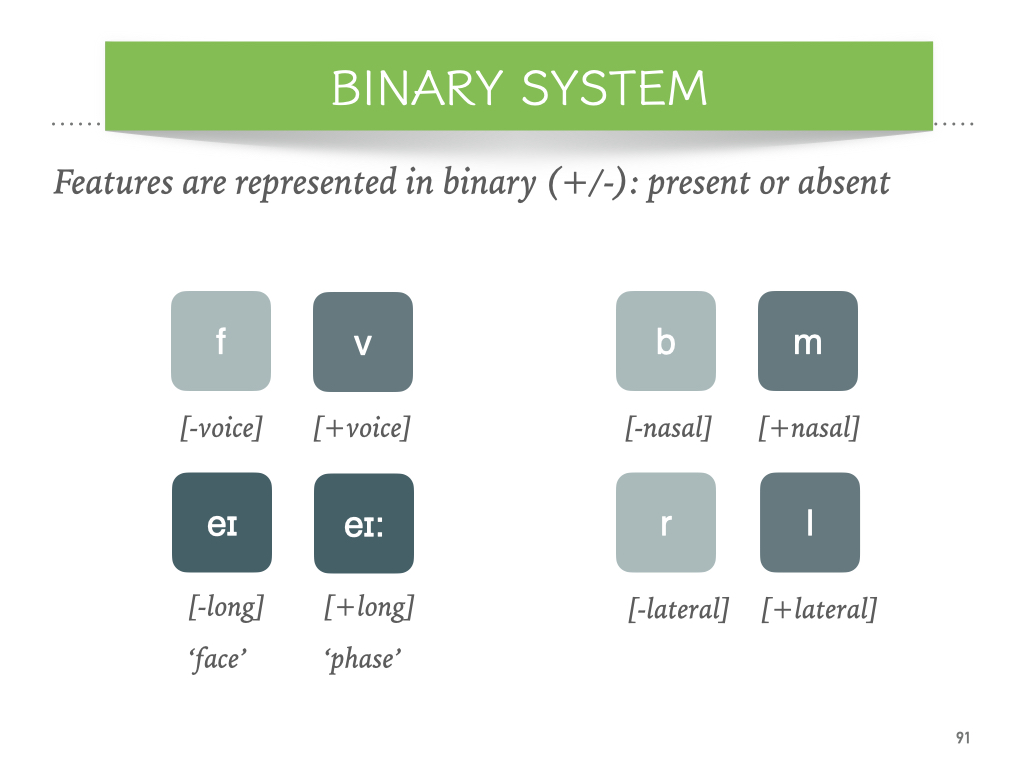 BINARY SYSTEM
Features are represented in binary (+/-): present or absent
f v b m
[-voice] [+voice] [-nasal] [+nasal]
eɪ eɪ: r l
[-long] [+long] [-lateral] [+lateral]
‘face’ ‘phase’
91